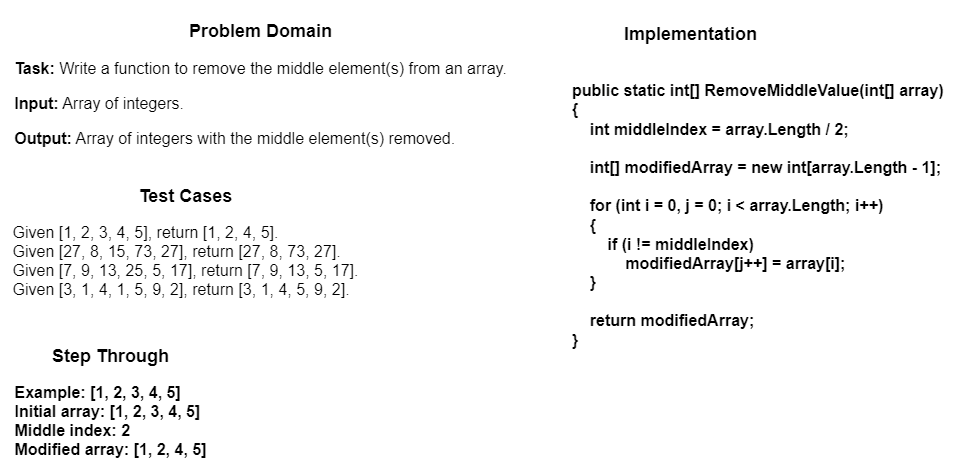 Problem Domain
Task: Write a function to remove the middle element(s) from an array.
Input: Array of integers.
Output: Array of integers with the middle element(s) removed.
Test Cases
Given [1, 2, 3, 4, 5], return [1, 2, 4, 5].
Given [27, 8, 15, 73, 27], return [27, 8, 73, 27].
Given [7, 9, 13, 25, 5, 17], return [7, 9, 13, 5, 17].
Given [3, 1, 4, 1, 5, 9, 2], return [3, 1, 4, 5, 9, 2].
Step Through
Example: [1, 2, 3, 4, 5]
Initial array: [1, 2, 3, 4, 5]
Middle index: 2
Modified array: [1, 2, 4, 5]
Implementation
public static int[] RemoveMiddleValue(int[] array)
{
int middleIndex = array.Length / 2;
int[] modifiedArray = new int[array.Length - 1];
for (int i = 0, j = 0; i < array.Length; i++)
{
if (i != middleIndex)
modifiedArray[j++] = array[i];
}
return modifiedArray;
}